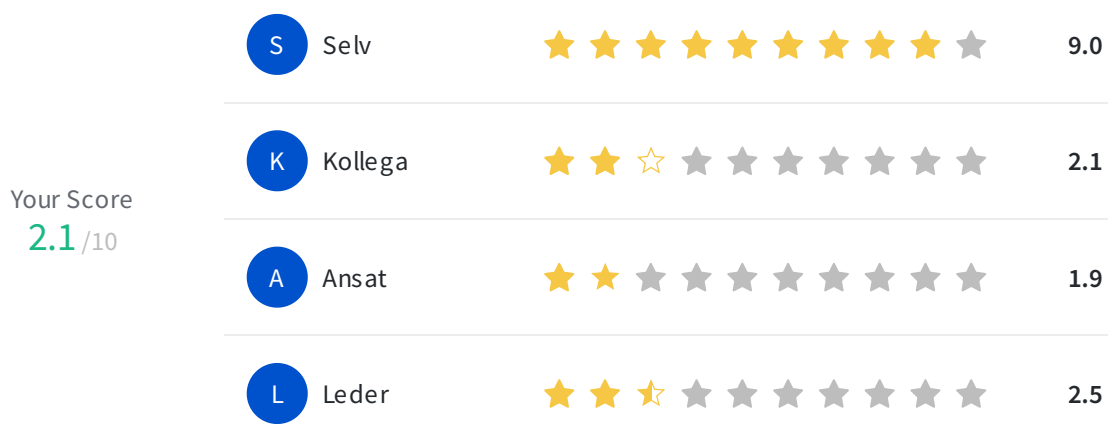 S Selv 9.0
K Kollega 2.1
Your Score
2.1 /10
A Ansat 1.9
L Leder 2.5